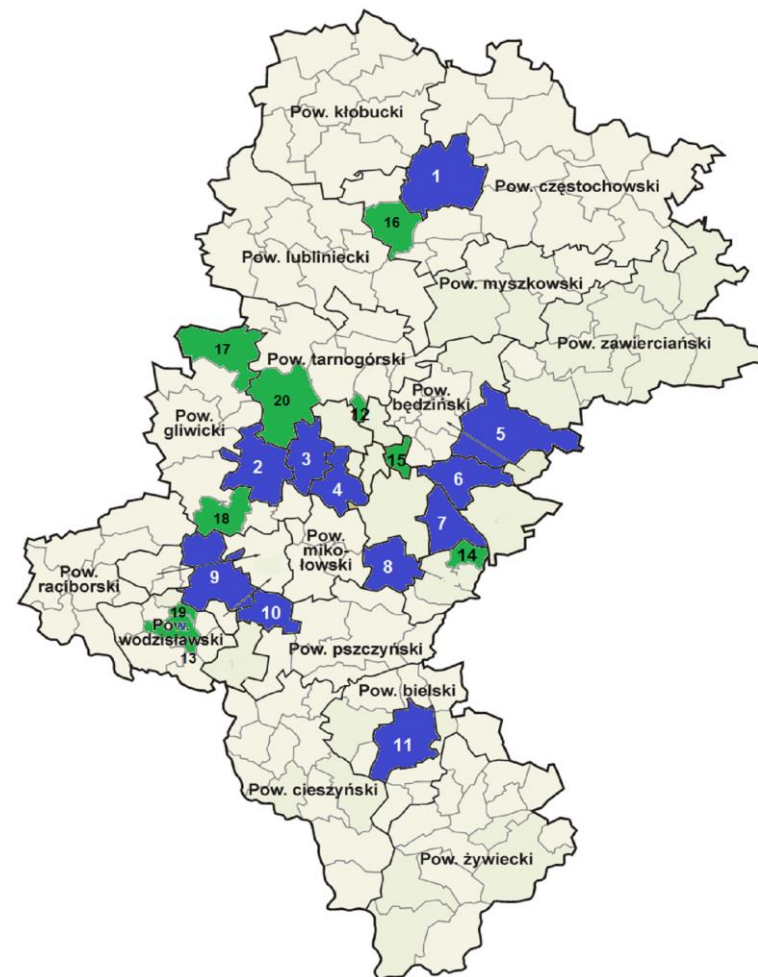 Pow. kłobucki
1
Pow. częstochowski
16
Pow. lubliniecki
Pow. myszkowski
Pow. zawierciański
17
Pow. tarnogórski
20
12
Pow.
będziński
Pow.
gliwicki
5
2
3
15
6
4
18
7
Pow.
miko-
łowski
14
8
Pow.
raciborski
9
10
19
Pow.
wodzisławski
13
Pow. pszczyński
Pow. bielski
11
Pow. cieszyński
Pow. żywiecki